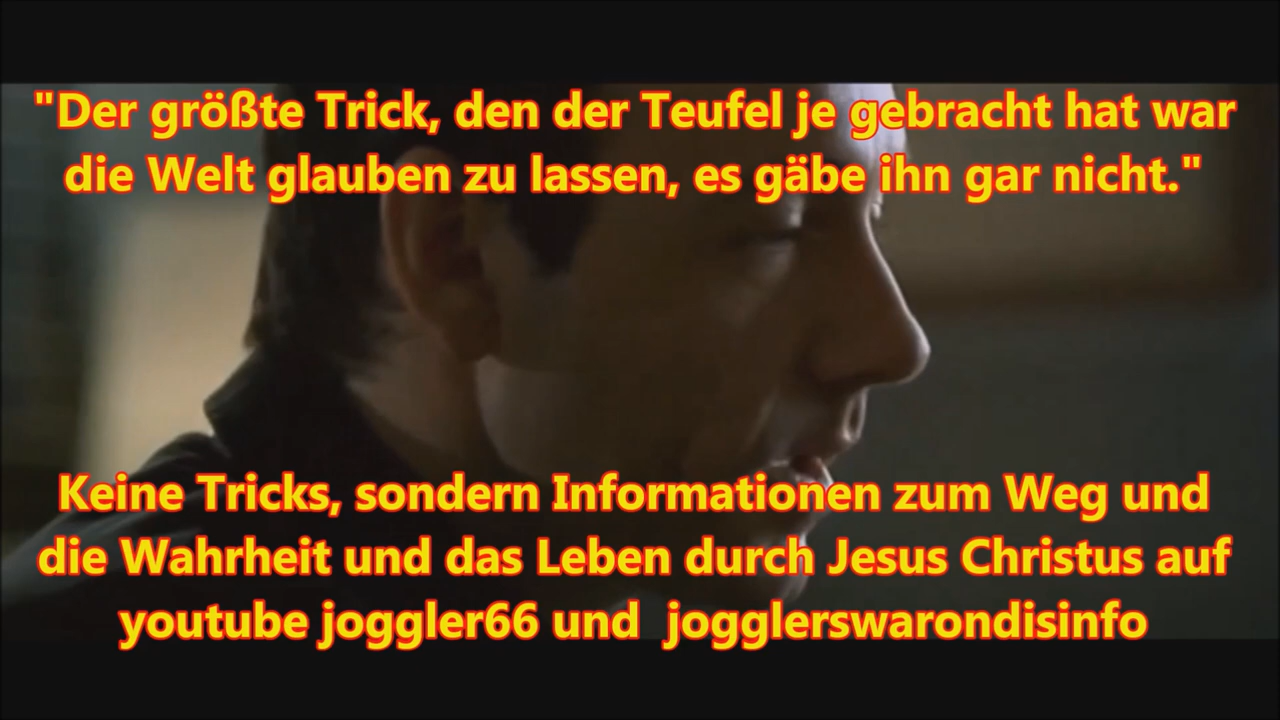 "Der größte Trick, den der Teufel je gebracht hat war
die Welt glauben zu lassen, es gäbe ihn gar nicht."
Keine Tricks, sondern Informationen zum Weg und
die Wahrheit und das Leben durch Jesus Christus auf
youtube joggler66 und  jogglerswarondisinfo